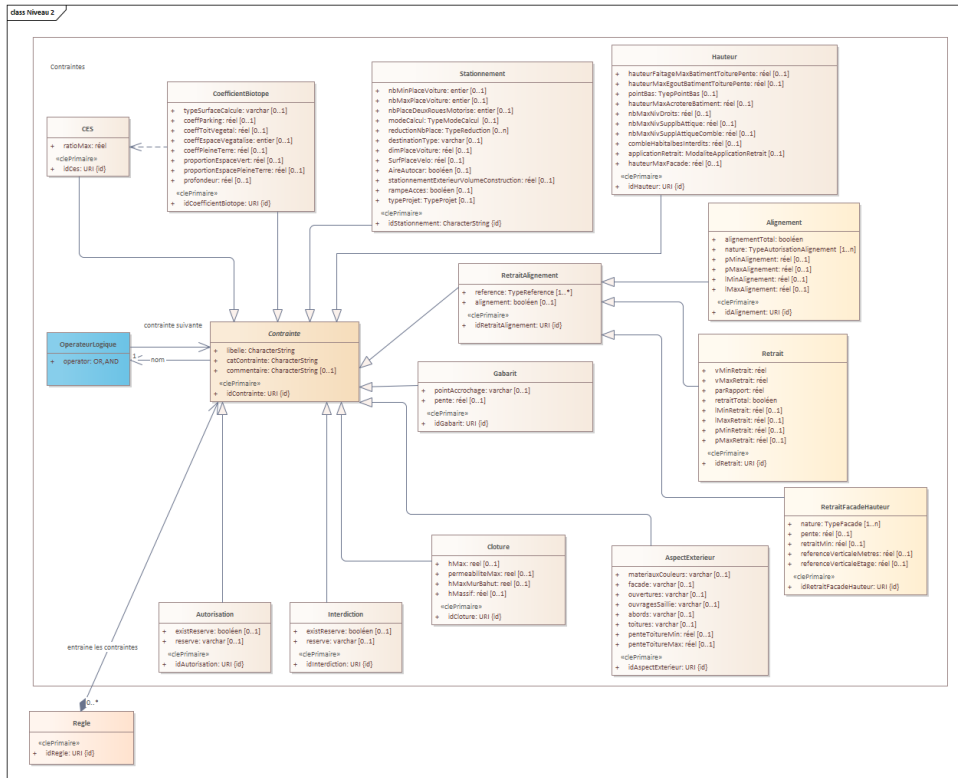 class Niveau 2
Contraintes
CES
+ ratioMax: réel
«clePrimaire»
+ idCes: URI {id}
CoefficientBiotope
+ typeSurfaceCalcule: varchar [0..1]
+ coeffParking: réel [0..1]
+ coeffToitVegetal: réel [0..1]
+ coeffEspaceVegatalise: entier [0..1]
+ coeffPleineTerre: réel [0..1]
+ proportionEspaceVert: réel [0..1]
+ proportionEspacePleineTerre: réel [0..1]
+ profondeur: réel [0..1]
«clePrimaire»
+ idCoefficientBiotope: URI {id}
Stationnement
+ nbMinPlaceVoiture: entier [0..1]
+ nbMaxPlaceVoiture: entier [0..1]
+ nbPlaceDeuxRouesMotorise: entier [0..1]
+ modeCalcul: TypeModeCalcul [0..1]
+ reductionNbPlace: TypeReduction [0..n]
+ destinationType: varchar [0..1]
+ dimPlaceVoiture: réel [0..1]
+ SurfPlaceVelo: réel [0..1]
+ AireAutocar: booléen [0..1]
+ stationnementExterieurVolumeConstruction: réel [0..1]
+ rampeAcces: booléen [0..1]
+ typeProjet: TypeProjet [0..1]
«clePrimaire»
+ idStationnement: CharacterString {id}
Hauteur
+ hauteurFaitageMaxBatimentToiturePente: réel [0..1]
+ hauteurMaxEgoutBatimentToiturePente: réel [0..1]
+ pointBas: TyepPointBas [0..1]
+ hauteurMaxAcrotereBatiment: réel [0..1]
+ nbMaxNivDroits: réel [0..1]
+ nbMaxNivSupplbAttique: réel [0..1]
+ nbMaxNivSupplAttiqueComble: réel [0..1]
+ combleHabitalbesInterdits: réel [0..1]
+ applicationRetrait: ModaliteApplicationRetrait [0..1]
+ hauteurMaxFacade: réel [0..1]
«clePrimaire»
+ idHauteur: URI {id}
Alignement
+ alignementTotal: booléen
+ nature: TypeAutorisationAlignement [1..n]
+ pMinAlignement: réel [0..1]
+ pMaxAlignement: réel [0..1]
+ lMinAlignement: réel [0..1]
+ lMaxAlignement: réel [0..1]
«clePrimaire»
+ idAlignement: URI {id}
RetraitAlignement
+ reference: TypeReference [1..*]
+ alignement: booléen [0..1]
«clePrimaire»
+ idRetraitAlignement: URI {id}
OperateurLogique
+ operator: OR,AND
contrainte suivante
1
nom
Contrainte
+ libelle: CharacterString
+ catContrainte: CharacterString
+ commentaire: CharacterString [0..1]
«clePrimaire»
+ idContrainte: URI {id}
Gabarit
+ pointAccrochage: varchar [0..1]
+ pente: réel [0..1]
«clePrimaire»
+ idGabarit: URI {id}
Retrait
+ vMinRetrait: réel
+ vMaxRetrait: réel
+ parRapport: réel
+ retraitTotal: booléen
+ lMinRetrait: réel [0..1]
+ lMaxRetrait: réel [0..1]
+ pMinRetrait: réel [0..1]
+ pMaxRetrait: réel [0..1]
«clePrimaire»
+ idRetrait: URI {id}
RetraitFacadeHauteur
+ nature: TypeFacade [1..n]
+ pente: réel [0..1]
+ retraitMin: réel [0..1]
+ referenceVerticaleMetres: réel [0..1]
+ referenceVerticaleEtage: réel [0..1]
«clePrimaire»
+ idRetraitFacadeHauteur: URI {id}
Cloture
+ hMax: reel [0..1]
+ permeabiliteMax: reel [0..1]
+ hMaxMurBahut: reel [0..1]
+ hMassif: réel [0..1]
«clePrimaire»
+ idCloture: URI {id}
AspectExterieur
+ materiauxCouleurs: varchar [0..1]
+ facade: varchar [0..1]
+ ouvertures: varchar [0..1]
+ ouvragesSaillie: varchar [0..1]
+ abords: varchar [0..1]
+ toitures: varchar [0..1]
+ penteToitureMin: réel [0..1]
+ penteToitureMax: réel [0..1]
«clePrimaire»
+ idAspectExterieur: URI {id}
Autorisation
+ existReserve: booléen [0..1]
+ reserve: varchar [0..1]
«clePrimaire»
+ idAutorisation: URI {id}
Interdiction
+ existReserve: booléen [0..1]
+ reserve: varchar [0..1]
«clePrimaire»
+ idInterdiction: URI {id}
entraine les contraintes
0..*
Regle
«clePrimaire»
+ idRegle: URI {id}